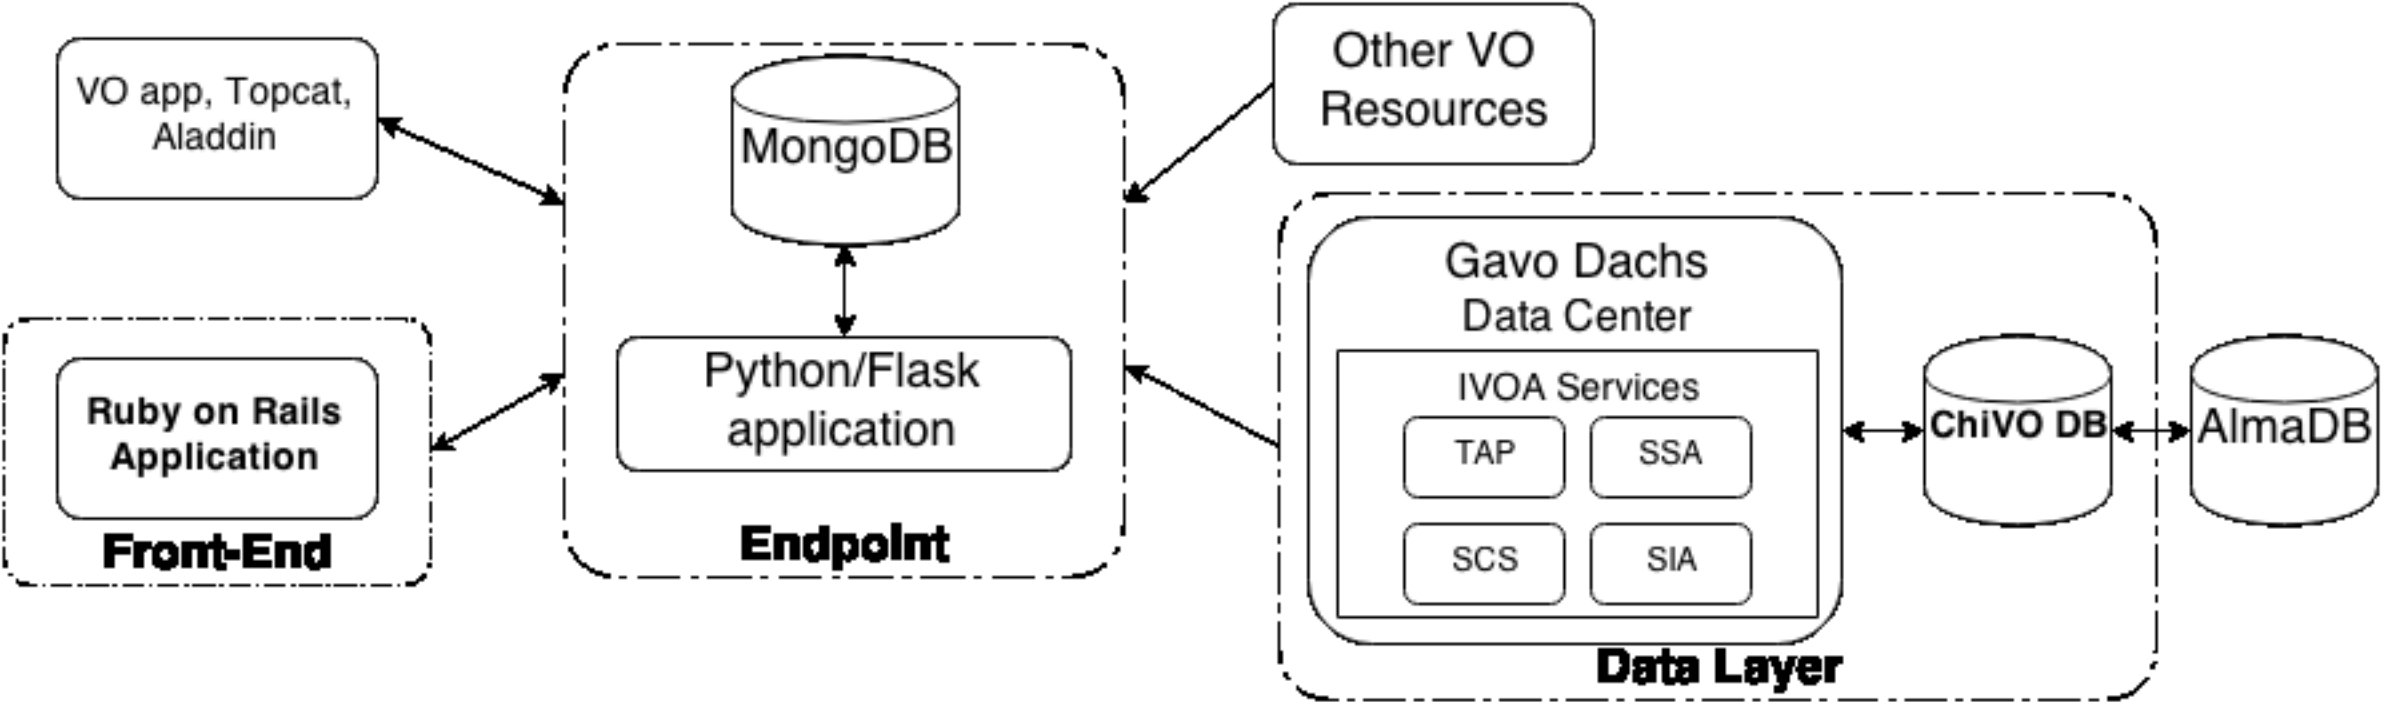 VO app, Topcat,
Aladdin
Ruby on Rails
Application
Front-End
MongoDB
Python/Flask
application
Endpoint
Other VO
Resources
Gavo Dachs
Data Center
IVOA Services
TAP
SSA
SCS
SIA
Data Layer
ChiVO DB
AlmaDB